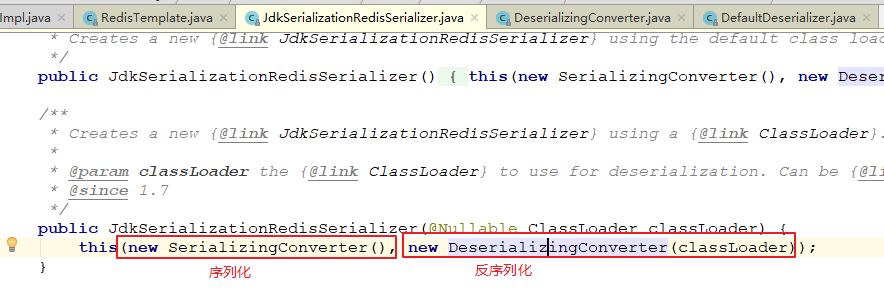 Impl.java × RedisTemplate.java × JdkSerializationRedisSerializer.java × DeserializingConverter.java × DefaultDeserializer.java ×
* Creates a new {@link JdkSerializationRedisSerializer} using the default class load
*/
public JdkSerializationRedisSerializer() { this(new SerializingConverter(), new Deser
/**
* Creates a new {@link JdkSerializationRedisSerializer} using a {@link ClassLoader}.
*
* @param classLoader the {@link ClassLoader} to use for deserialization. Can be {@li
* @since 1.7
*/
public JdkSerializationRedisSerializer(@Nullable ClassLoader classLoader) {
this(new SerializingConverter(), new DeserializingConverter(classLoader));
序列化 反序列化
}